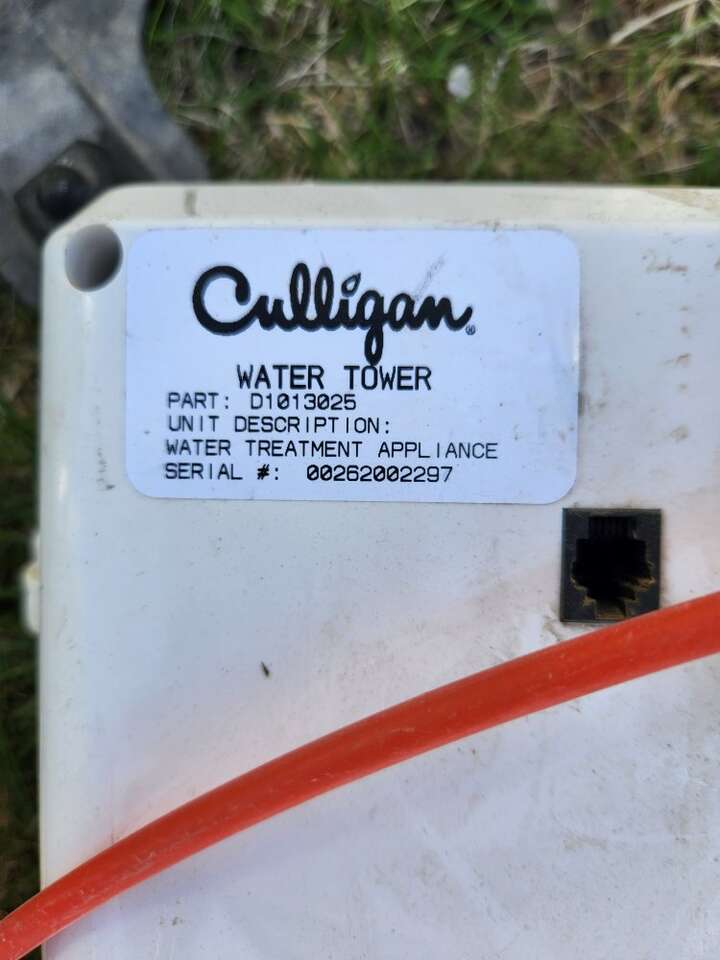 Culligan®
WATER TOWER
PART: D1013025
UNIT DESCRIPTION:
WATER TREATMENT APPLIANCE
SERIAL #: 00262002297